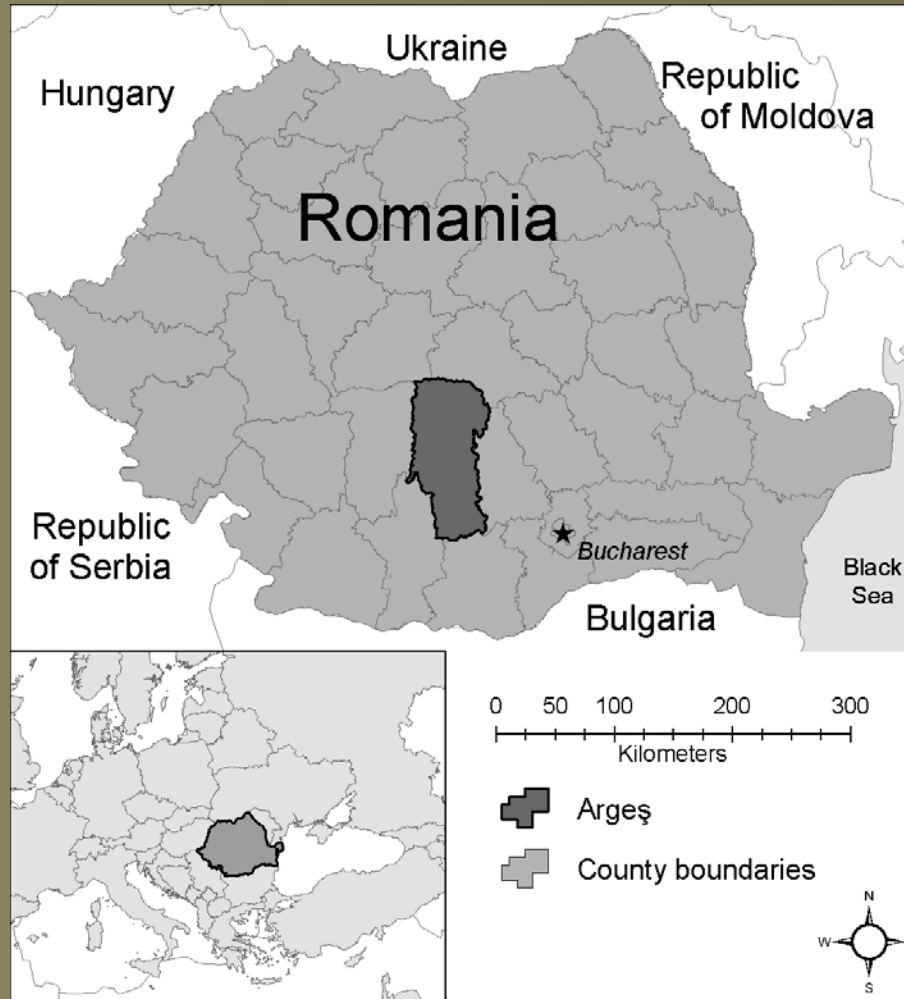 Ukraine
Hungary
Republic
of Moldova
Romania
Republic
of Serbia
Bucharest
Black
Sea
Bulgaria
0 50 100 200 300
Kilometers
Argeş
County boundaries
N
W
S